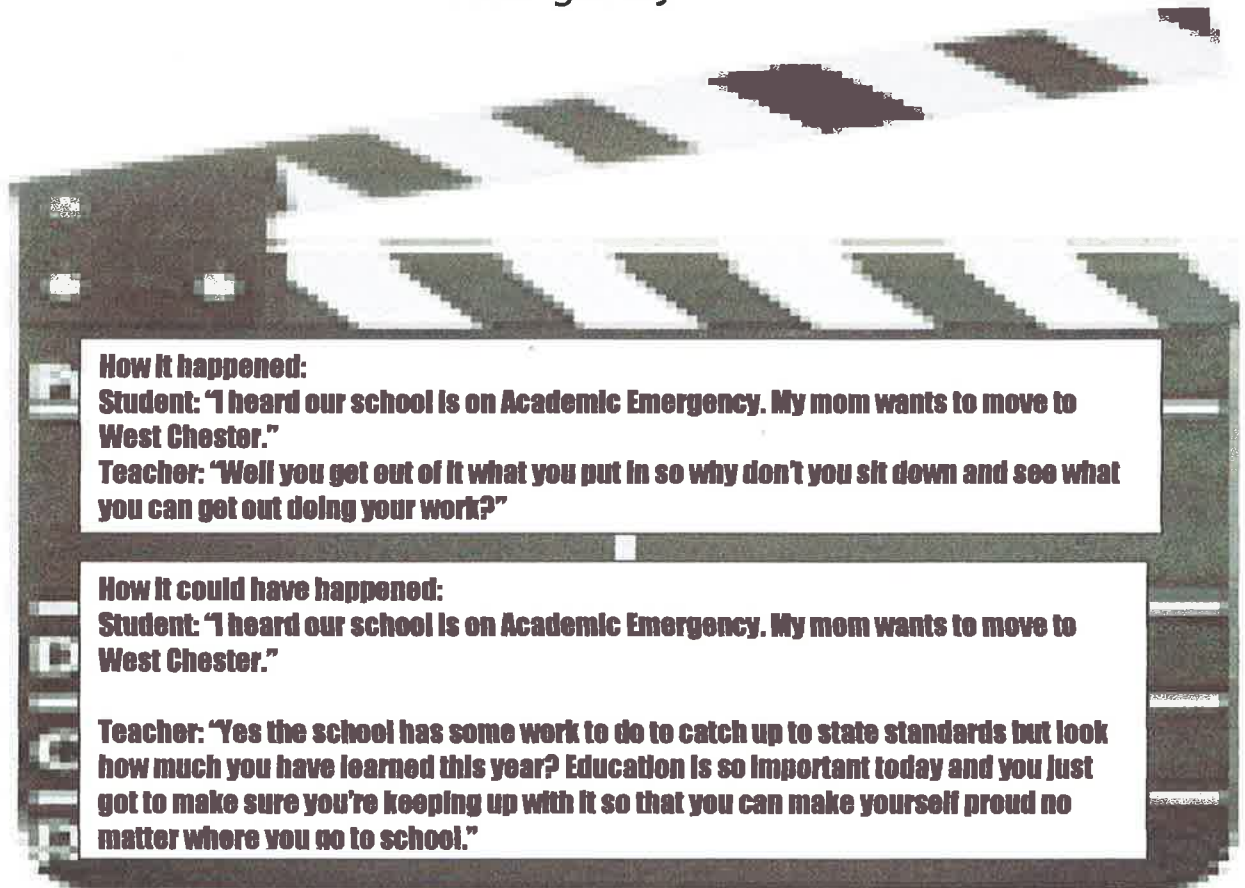 How it happened:
Student: “I heard our school is on Academic Emergency. My mom wants to move to
West Chester.”
Teacher: “Well you get out of it what you put in so why don’t you sit down and see what
you can get out doing your work?”
How it could have happened:
Student: “I heard our school is on Academic Emergency. My mom wants to move to
West Chester.”
Teacher: “Yes the school has some work to do to catch up to state standards but look
how much you have learned this year? Education is so important today and you just
got to make sure you’re keeping up with it so that you can make yourself proud no
matter where you go to school.”